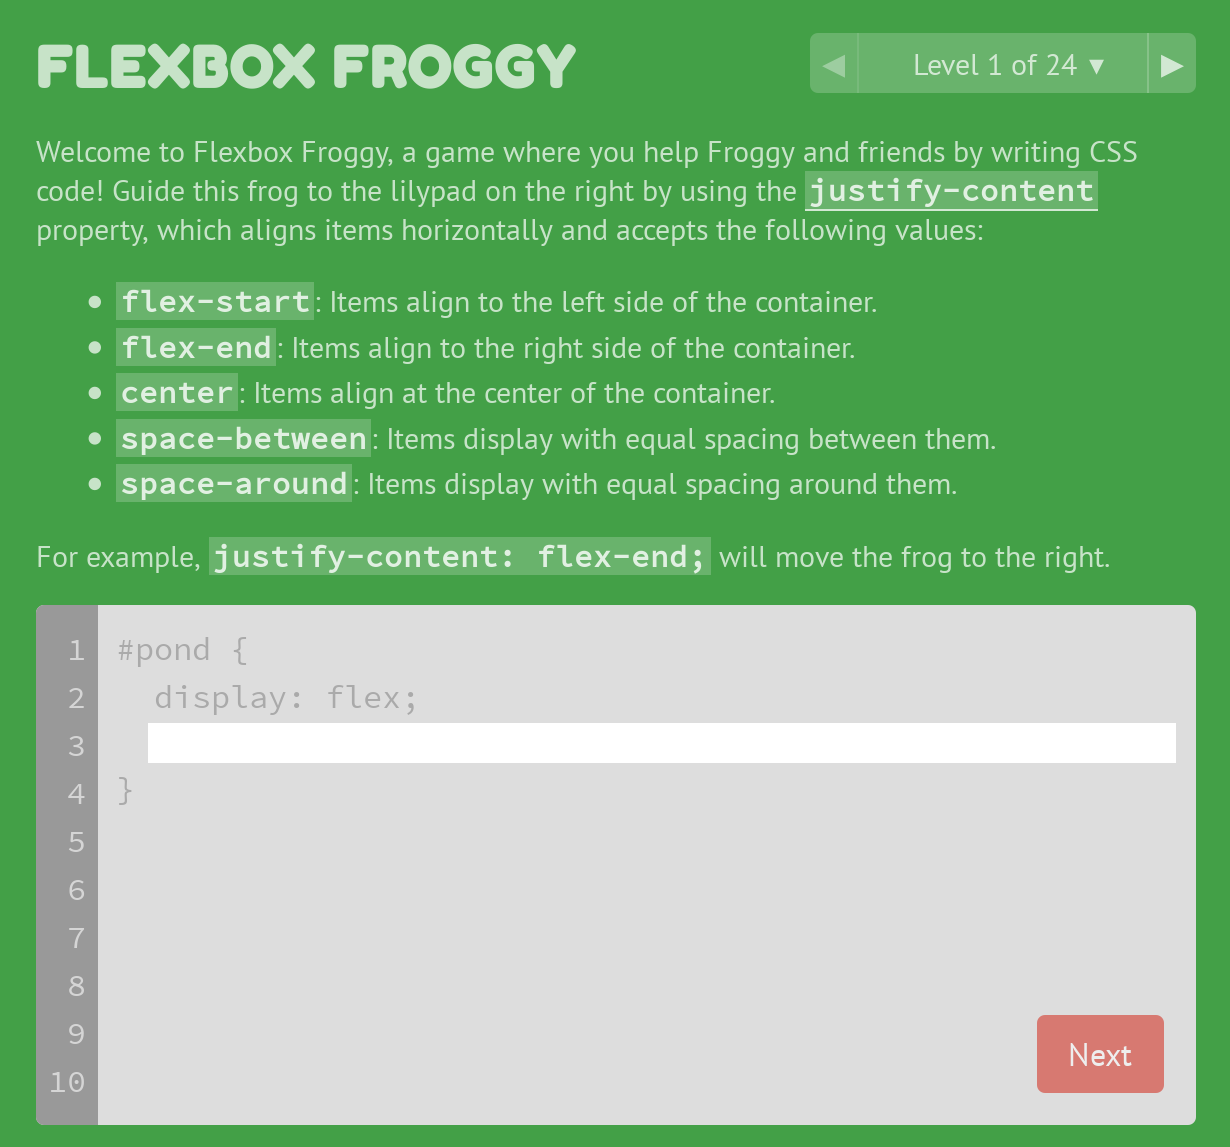 FLEXBOX FROGGY
◀ Level 1 of 24 ▼ ▶
Welcome to Flexbox Froggy, a game where you help Froggy and friends by writing CSS
code! Guide this frog to the lilypad on the right by using the justify-content
property, which aligns items horizontally and accepts the following values:
• flex-start: Items align to the left side of the container.
• flex-end: Items align to the right side of the container.
• center: Items align at the center of the container.
• space-between: Items display with equal spacing between them.
• space-around: Items display with equal spacing around them.
For example, justify-content: flex-end; will move the frog to the right.
1 #pond {
2 display: flex;
3
4 }
5
6
7
8
9
Next
10